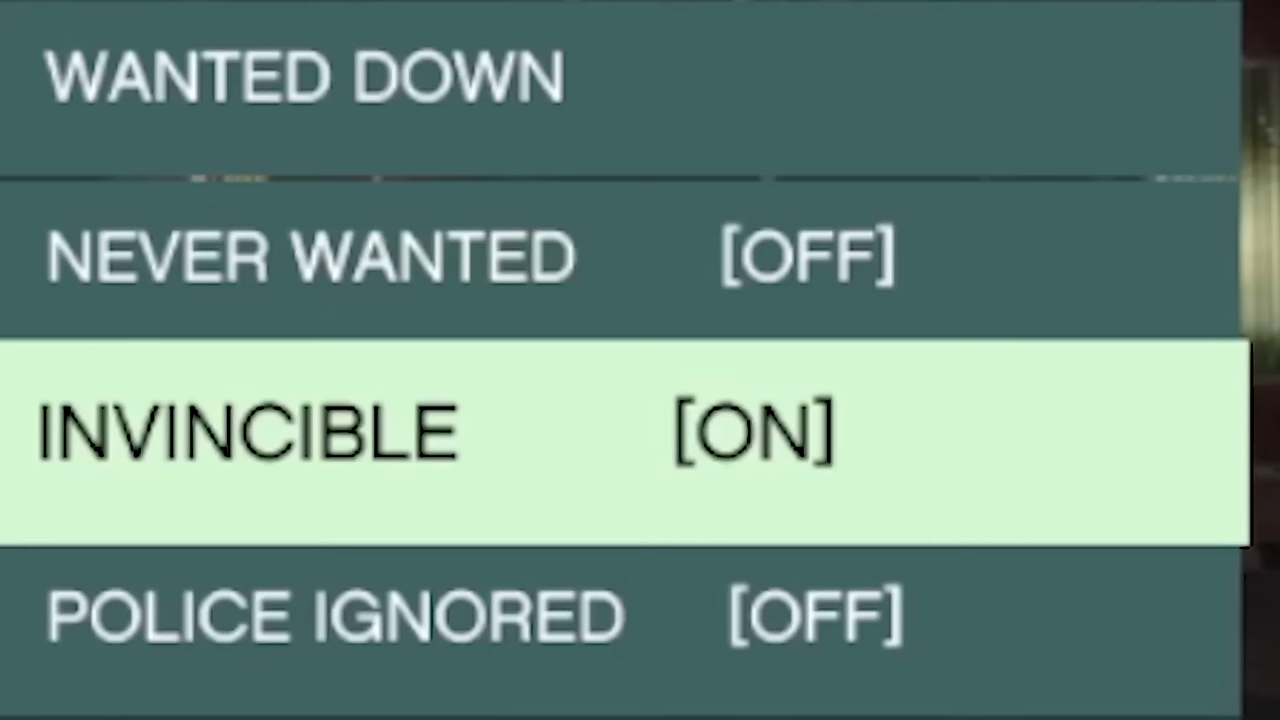 WANTED DOWN
NEVER WANTED [OFF]
INVINCIBLE [ON]
POLICE IGNORED [OFF]